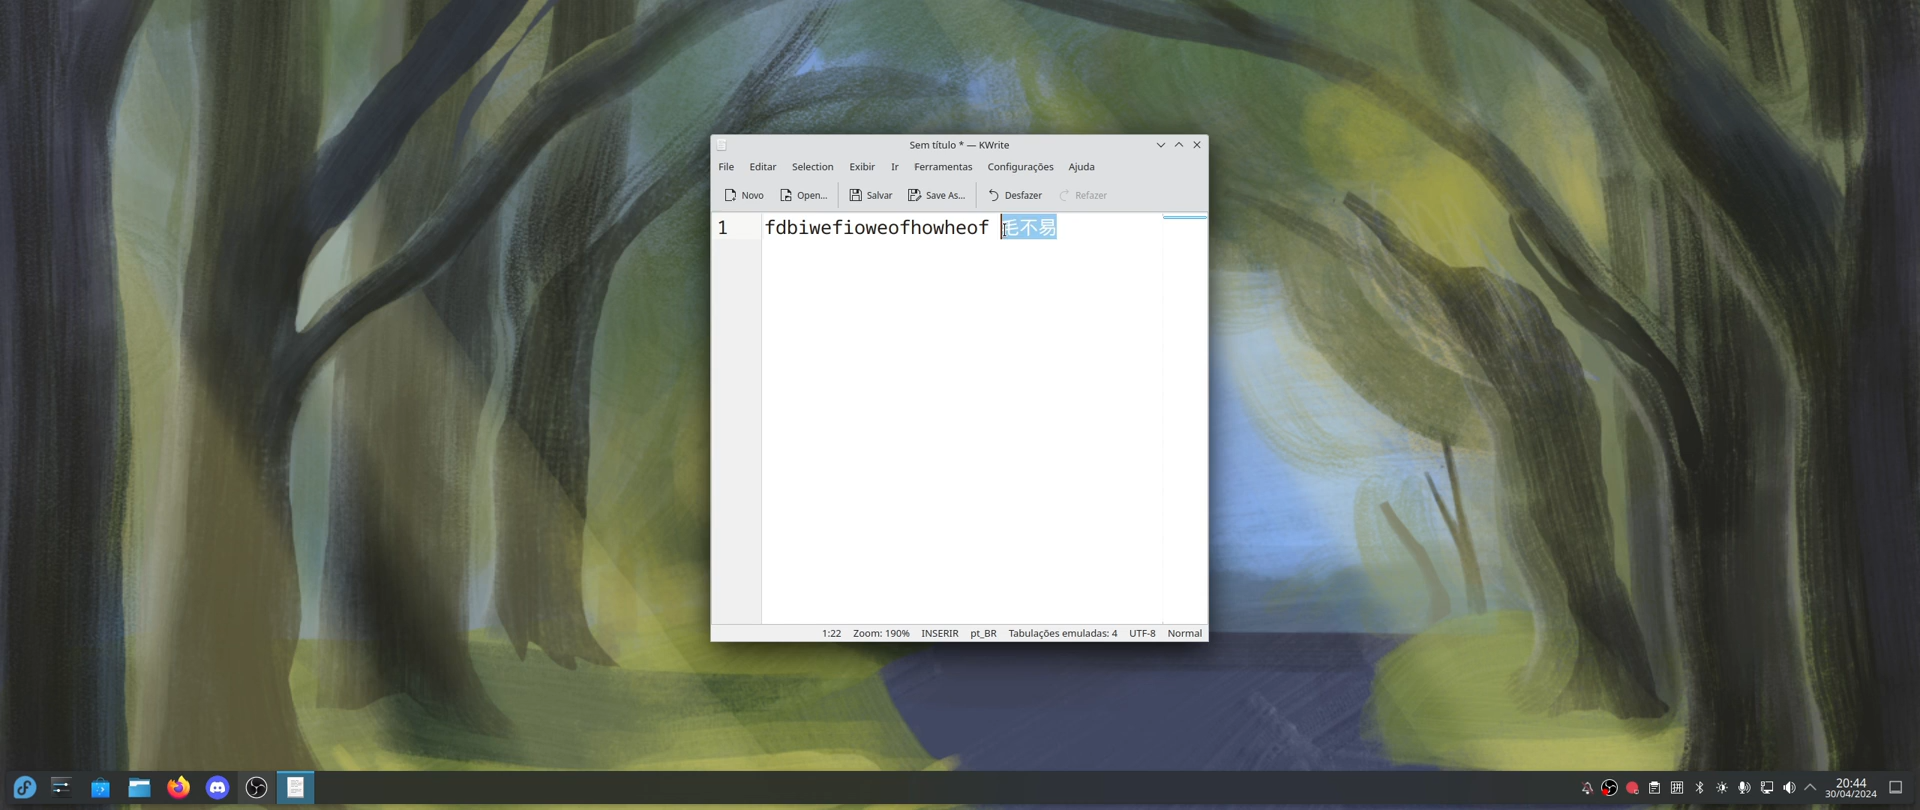 Sem título * — KWrite
File Editar Selection Exibir Ir Ferramentas Configurações Ajuda
Novo Open... Salvar Save As... Desfazer Refazer
1 fdbiwefioweofhowheof 毛不易
1:22 Zoom: 190% INSERIR pt_BR Tabulações emuladas: 4 UTF-8 Normal
拼 20:44
30/04/2024